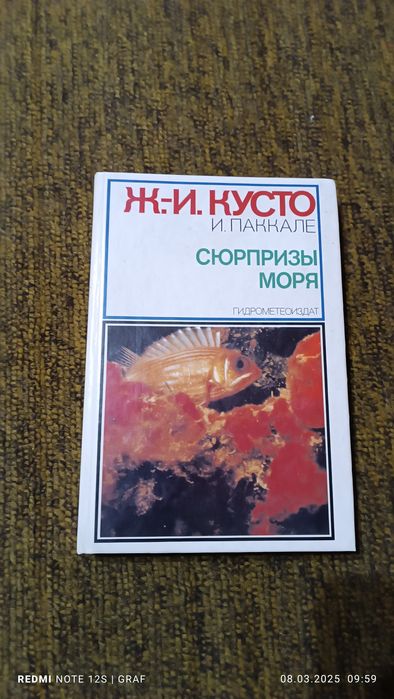 Ж.-И. КУСТО
И. ПАККАЛЕ
СЮРПРИЗЫ
МОРЯ
ГИДРОМЕТЕОИЗДАТ
REDMI NOTE 12S | GRAF 08.03.2025 09:59